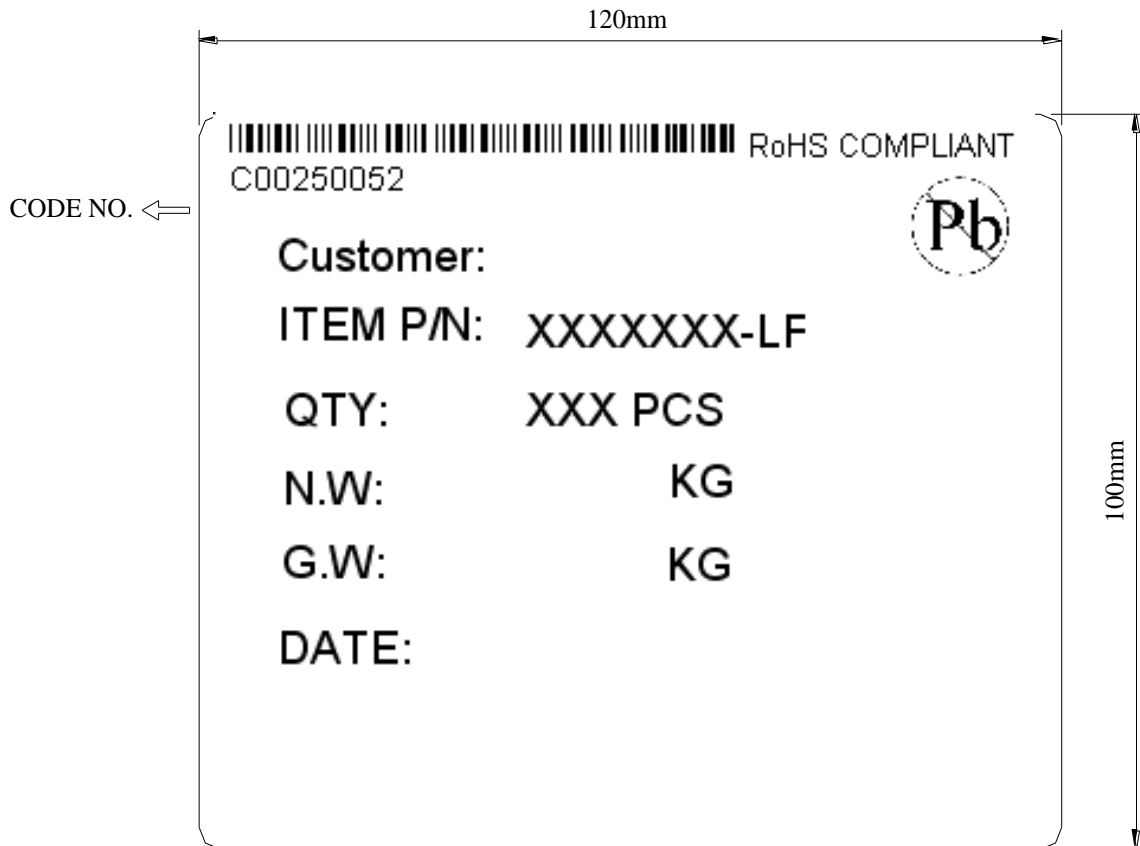 120mm
RoHS COMPLIANT
C00250052
CODE NO.
Pb
Customer:
ITEM P/N: XXXXXXX-LF
QTY: XXX PCS
N.W: KG
G.W: KG
DATE:
100mm